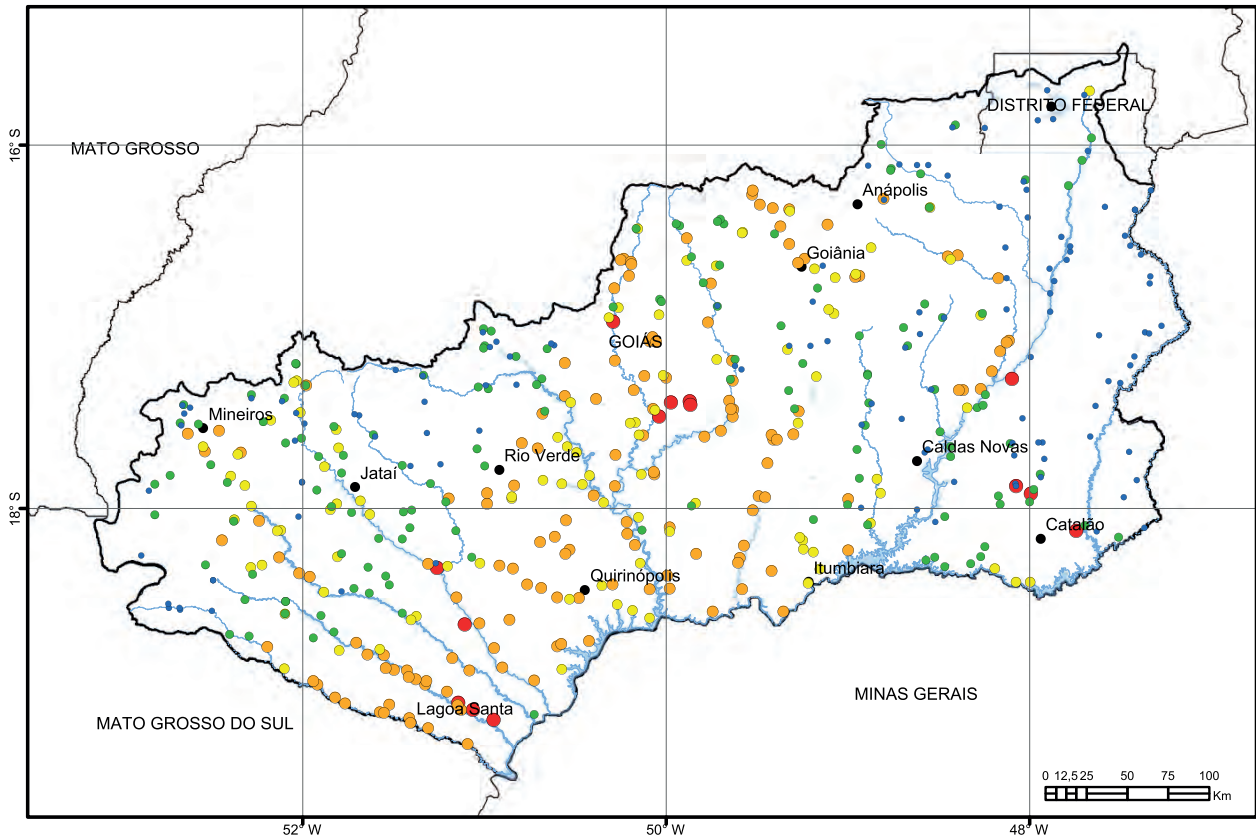 DISTRITO FEDERAL
16° S
MATO GROSSO
Anápolis
Goiânia
GOIÁS
Mineiros
Caldas Novas
Rio Verde
Jataí
18° S
Catalão
Itumbiara
Quirinópolis
MINAS GERAIS
Lagoa Santa
MATO GROSSO DO SUL
0 12,5 25 50 75 100
Km
52° W 50° W 48° W